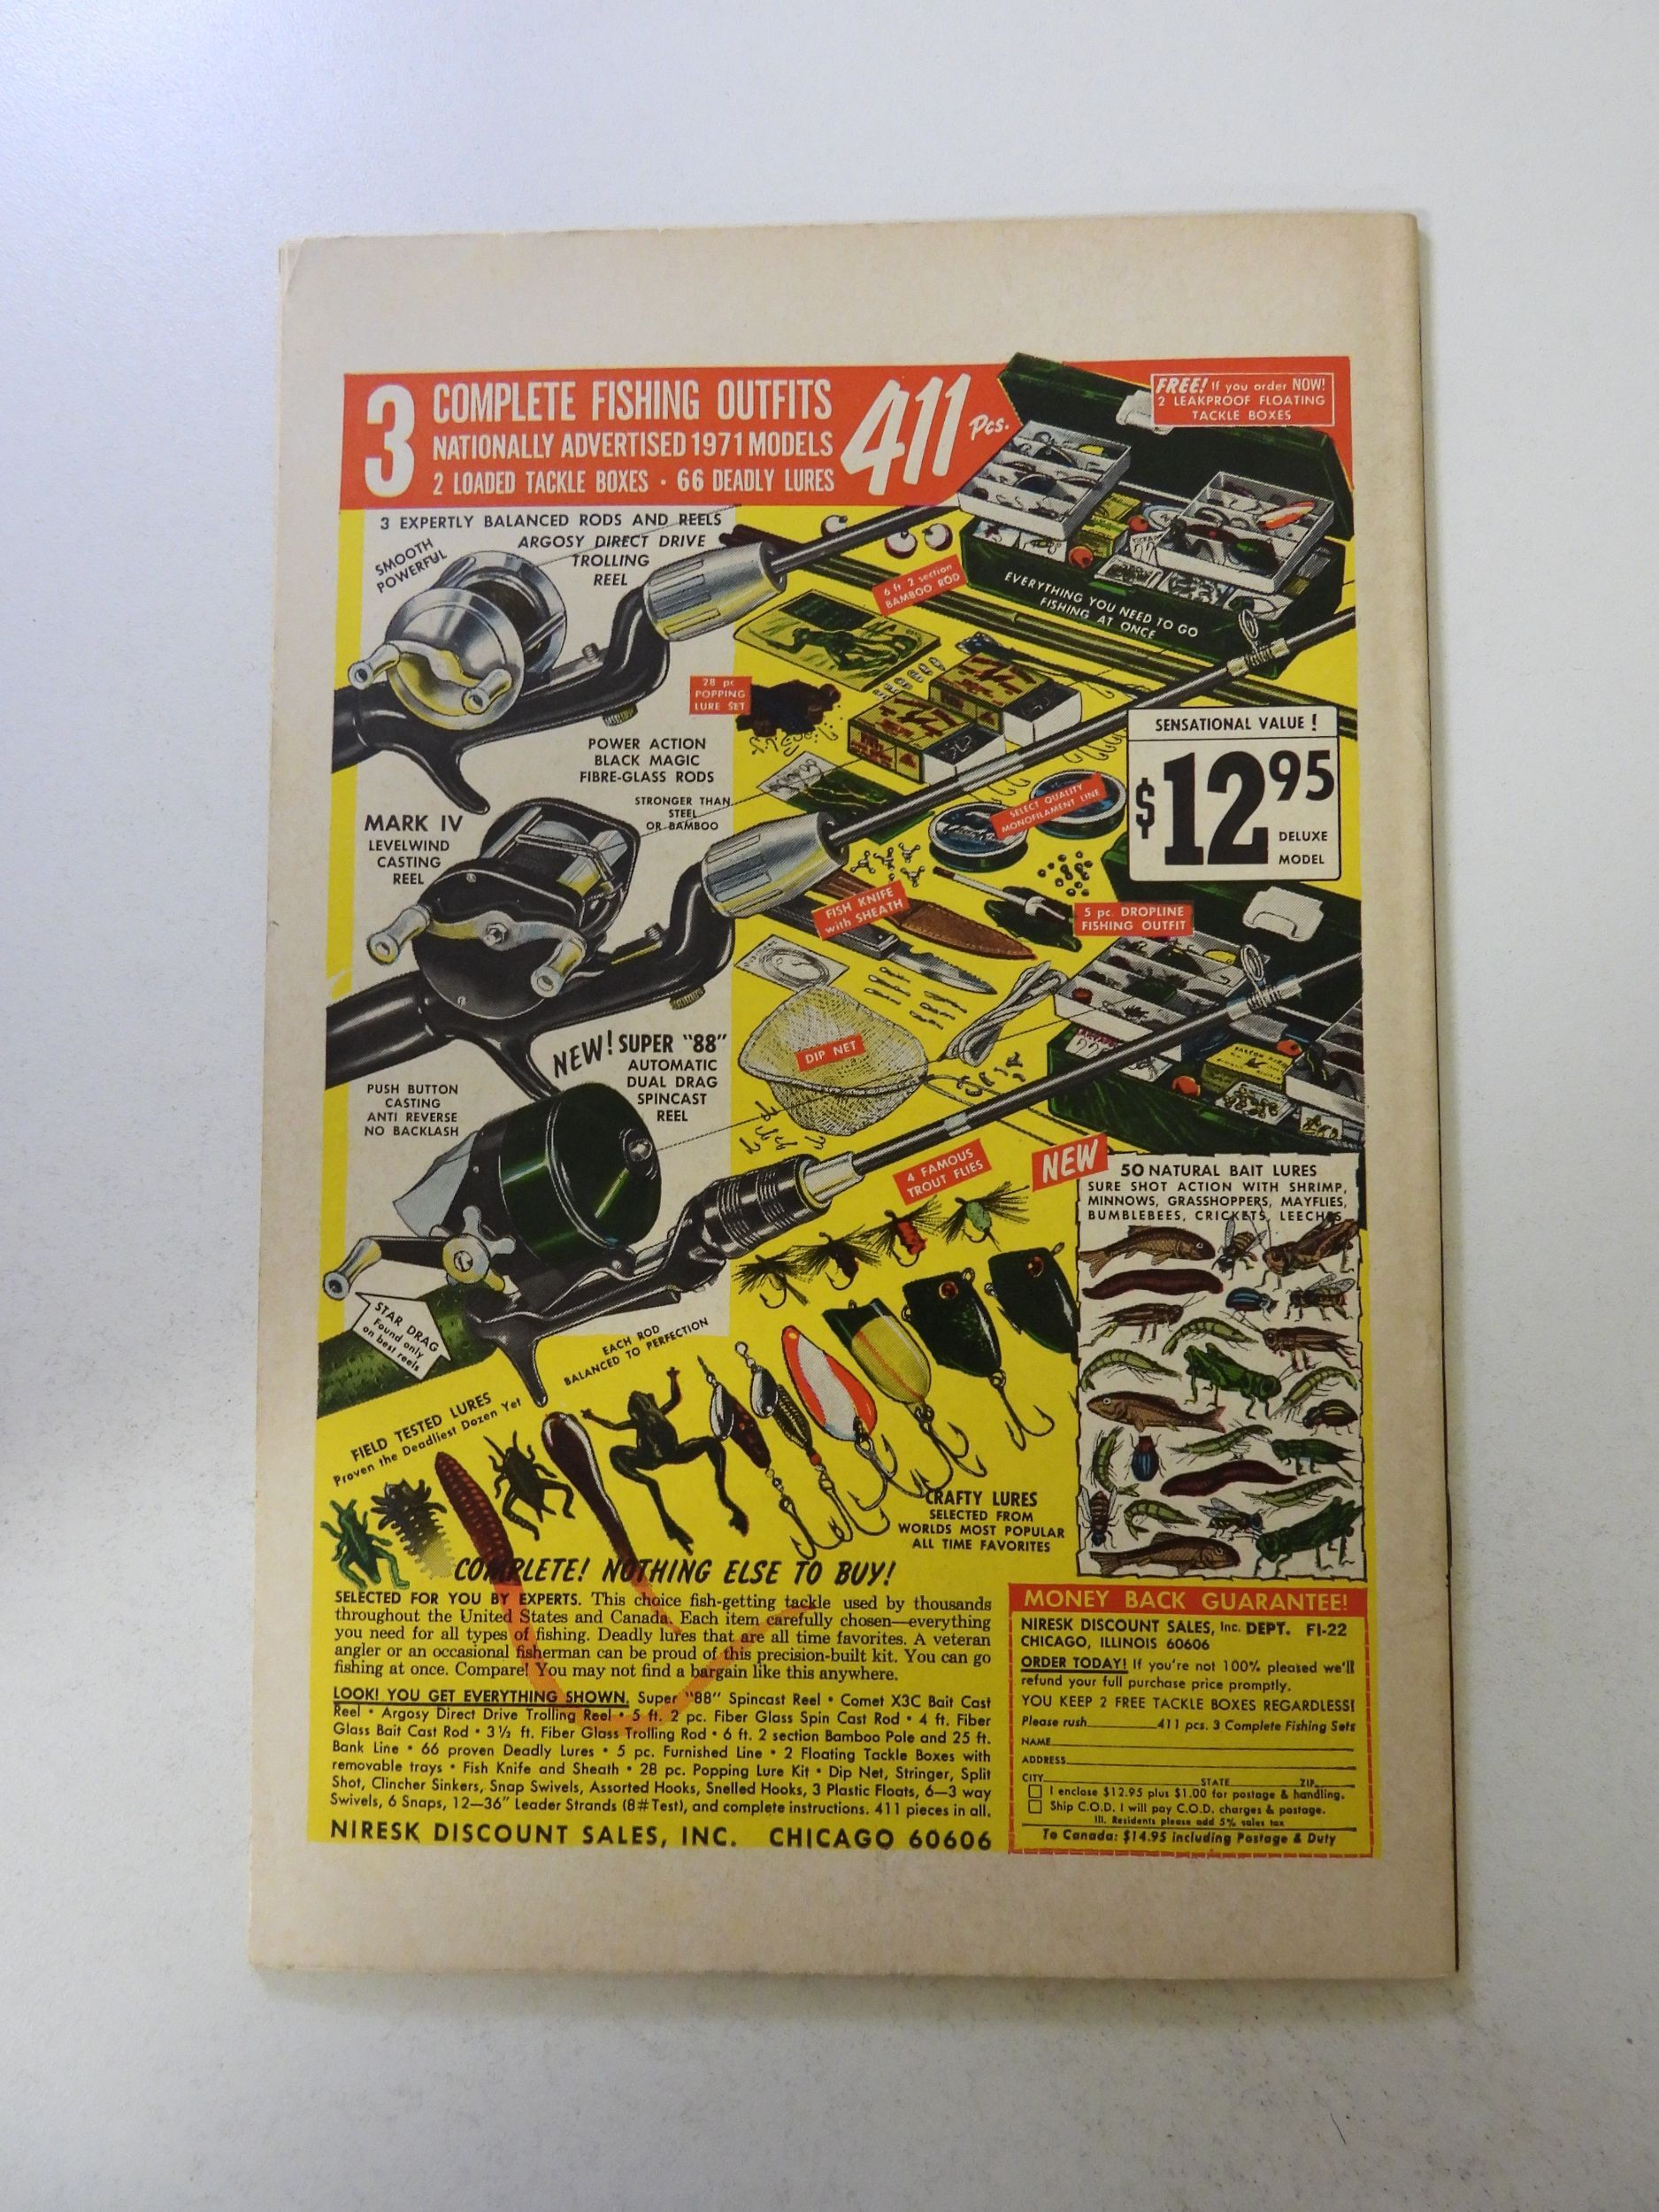 3
COMPLETE FISHING OUTFITS
NATIONALLY ADVERTISED 1971 MODELS
2 LOADED TACKLE BOXES • 66 DEADLY LURES
411 Pcs.
FREE! If you order NOW!
2 LEAKPROOF FLOATING
TACKLE BOXES
3 EXPERTLY BALANCED RODS AND REELS
SMOOTH
POWERFUL
ARGOSY DIRECT DRIVE
TROLLING
REEL
6 ft 2 section
BAMBOO ROD
EVERYTHING YOU NEED TO GO
FISHING AT ONCE
28 pc
POPPING
LURE SET
POWER ACTION
BLACK MAGIC
FIBRE-GLASS RODS
STRONGER THAN
STEEL
OR BAMBOO
SENSATIONAL VALUE!
$12 95
DELUXE
MODEL
SELECT QUALITY
MONOFILAMENT LINE
MARK IV
LEVELWIND
CASTING
REEL
FISH KNIFE
with SHEATH
5 pc. DROPLINE
FISHING OUTFIT
DIP NET
NEW! SUPER "88"
AUTOMATIC
DUAL DRAG
SPINCAST
REEL
PUSH BUTTON
CASTING
ANTI REVERSE
NO BACKLASH
4 FAMOUS
TROUT FLIES
NEW
50 NATURAL BAIT LURES
SURE SHOT ACTION WITH SHRIMP,
MINNOWS, GRASSHOPPERS, MAYFLIES,
BUMBLEBEES, CRICKETS, LEECHES
STAR DRAG
Found only
on best reels
EACH ROD
BALANCED TO PERFECTION
FIELD TESTED LURES
Proven the Deadliest Dozen Yet
CRAFTY LURES
SELECTED FROM
WORLDS MOST POPULAR
ALL TIME FAVORITES
COMPLETE! NOTHING ELSE TO BUY!
SELECTED FOR YOU BY EXPERTS. This choice fish-getting tackle used by thousands
throughout the United States and Canada. Each item carefully chosen—everything
you need for all types of fishing. Deadly lures that are all time favorites. A veteran
angler or an occasional fisherman can be proud of this precision-built kit. You can go
fishing at once. Compare! You may not find a bargain like this anywhere.
LOOK! YOU GET EVERYTHING SHOWN. Super "88" Spincast Reel • Comet X3C Bait Cast
Reel • Argosy Direct Drive Trolling Reel • 5 ft. 2 pc. Fiber Glass Spin Cast Rod • 4 ft. Fiber
Glass Bait Cast Rod • 3½ ft. Fiber Glass Trolling Rod • 6 ft. 2 section Bamboo Pole and 25 ft.
Bank Line • 66 proven Deadly Lures • 5 pc. Furnished Line • 2 Floating Tackle Boxes with
removable trays • Fish Knife and Sheath • 28 pc. Popping Lure Kit • Dip Net, Stringer, Split
Shot, Clincher Sinkers, Snap Swivels, Assorted Hooks, Snelled Hooks, 3 Plastic Floats, 6—3 way
Swivels, 6 Snaps, 12—36" Leader Strands (8# Test), and complete instructions. 411 pieces in all.
NIRESK DISCOUNT SALES, INC. CHICAGO 60606
MONEY BACK GUARANTEE!
NIRESK DISCOUNT SALES, Inc. DEPT. FI-22
CHICAGO, ILLINOIS 60606
ORDER TODAY! If you're not 100% pleased we'll
refund your full purchase price promptly.
YOU KEEP 2 FREE TACKLE BOXES REGARDLESS!
Please rush 411 pcs. 3 Complete Fishing Sets
NAME
ADDRESS
CITY STATE ZIP
I enclose $12.95 plus $1.00 for postage & handling.
Ship C.O.D. I will pay C.O.D. charges & postage.
Ill. Residents please add 5% sales tax
To Canada: $14.95 including Postage & Duty